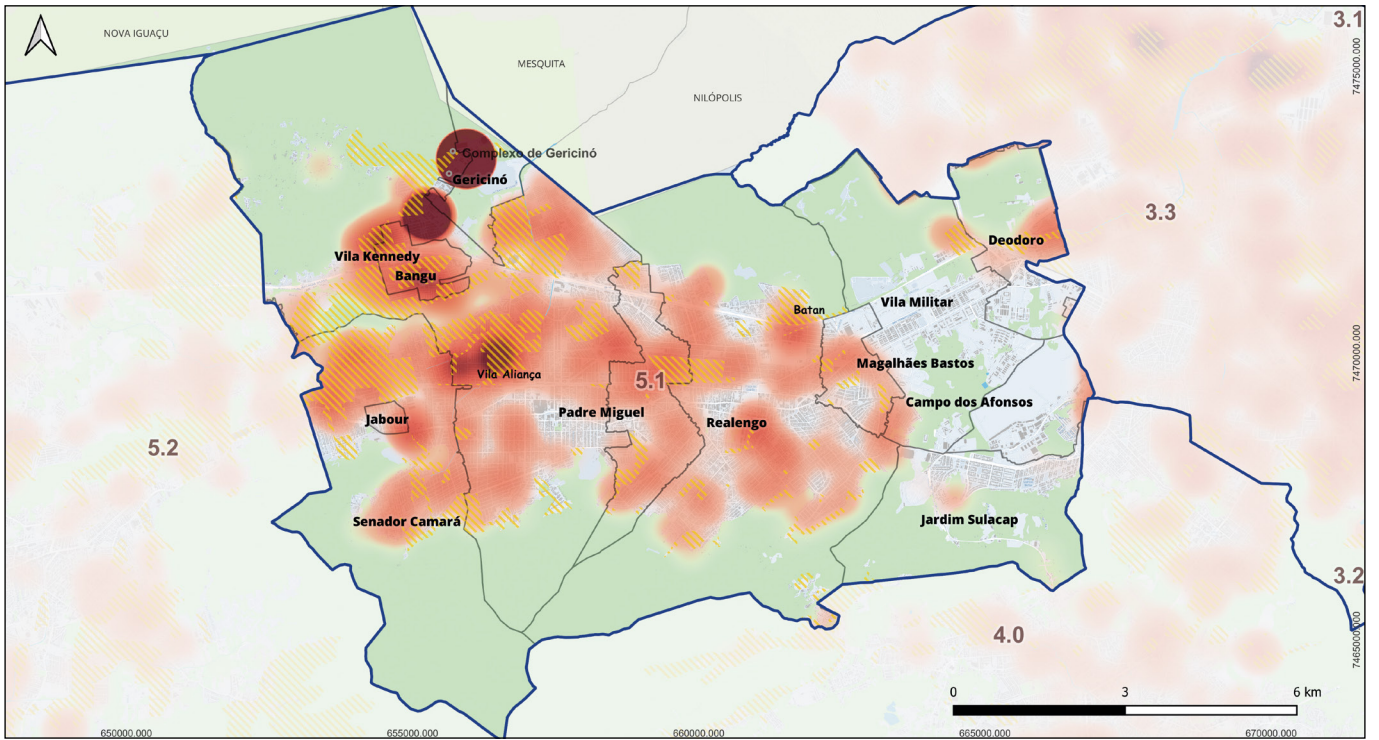 3.1
NOVA IGUAÇU
MESQUITA
7475000.000
NILÓPOLIS
Complexo de Gericinó
Gericinó
3.3
Deodoro
Vila Kennedy
Bangu
Vila Militar
Batan
7470000.000
Magalhães Bastos
Vila Aliança
5.1
Campo dos Afonsos
Padre Miguel
Jabour
Realengo
5.2
Senador Camará
Jardim Sulacap
3.2
4.0
7465000.000
0 3 6 km
650000.000 655000.000 660000.000 665000.000 670000.000